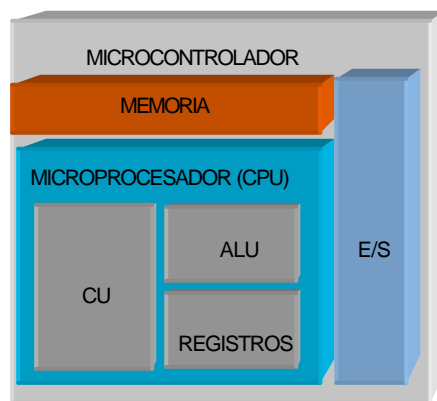 MICROCONTROLADOR
MEMORIA
MICROPROCESADOR (CPU)
CU
ALU
REGISTROS
E/S